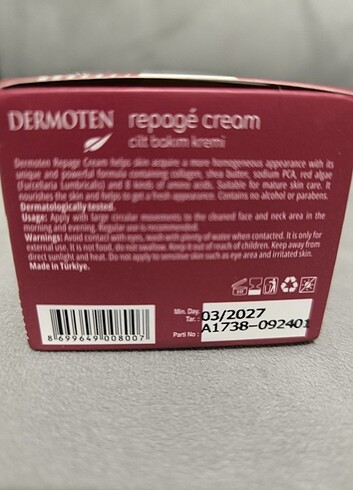 DERMOTEN repagé cream
cilt bakım kremi
Dermoten Repage Cream helps skin acquire a more homogeneous appearance with its
unique and powerful formula containing collagen, shea butter, sodium PCA, red algae
(Furcellaria Lumbricalis) and 8 kinds of amino acids. Suitable for mature skin care. It
nourishes the skin and helps to get a fresh appearance. Contains no alcohol or parabens.
Dermatologically tested.
Usage: Apply with large circular movements to the cleaned face and neck area in the
morning and evening. Regular use is recommended.
Warnings: Avoid contact with eyes, wash with plenty of water when contacted. It is only for
external use. It is not food, do not swallow. Keep it out of reach of children. Keep away from
direct sunlight and heat. Do not apply to sensitive skin such as eye area and irritated skin.
Made in Türkiye.
Min. Day.
Tar. : 03/2027
Parti No : A1738-092401
8 699649 008007